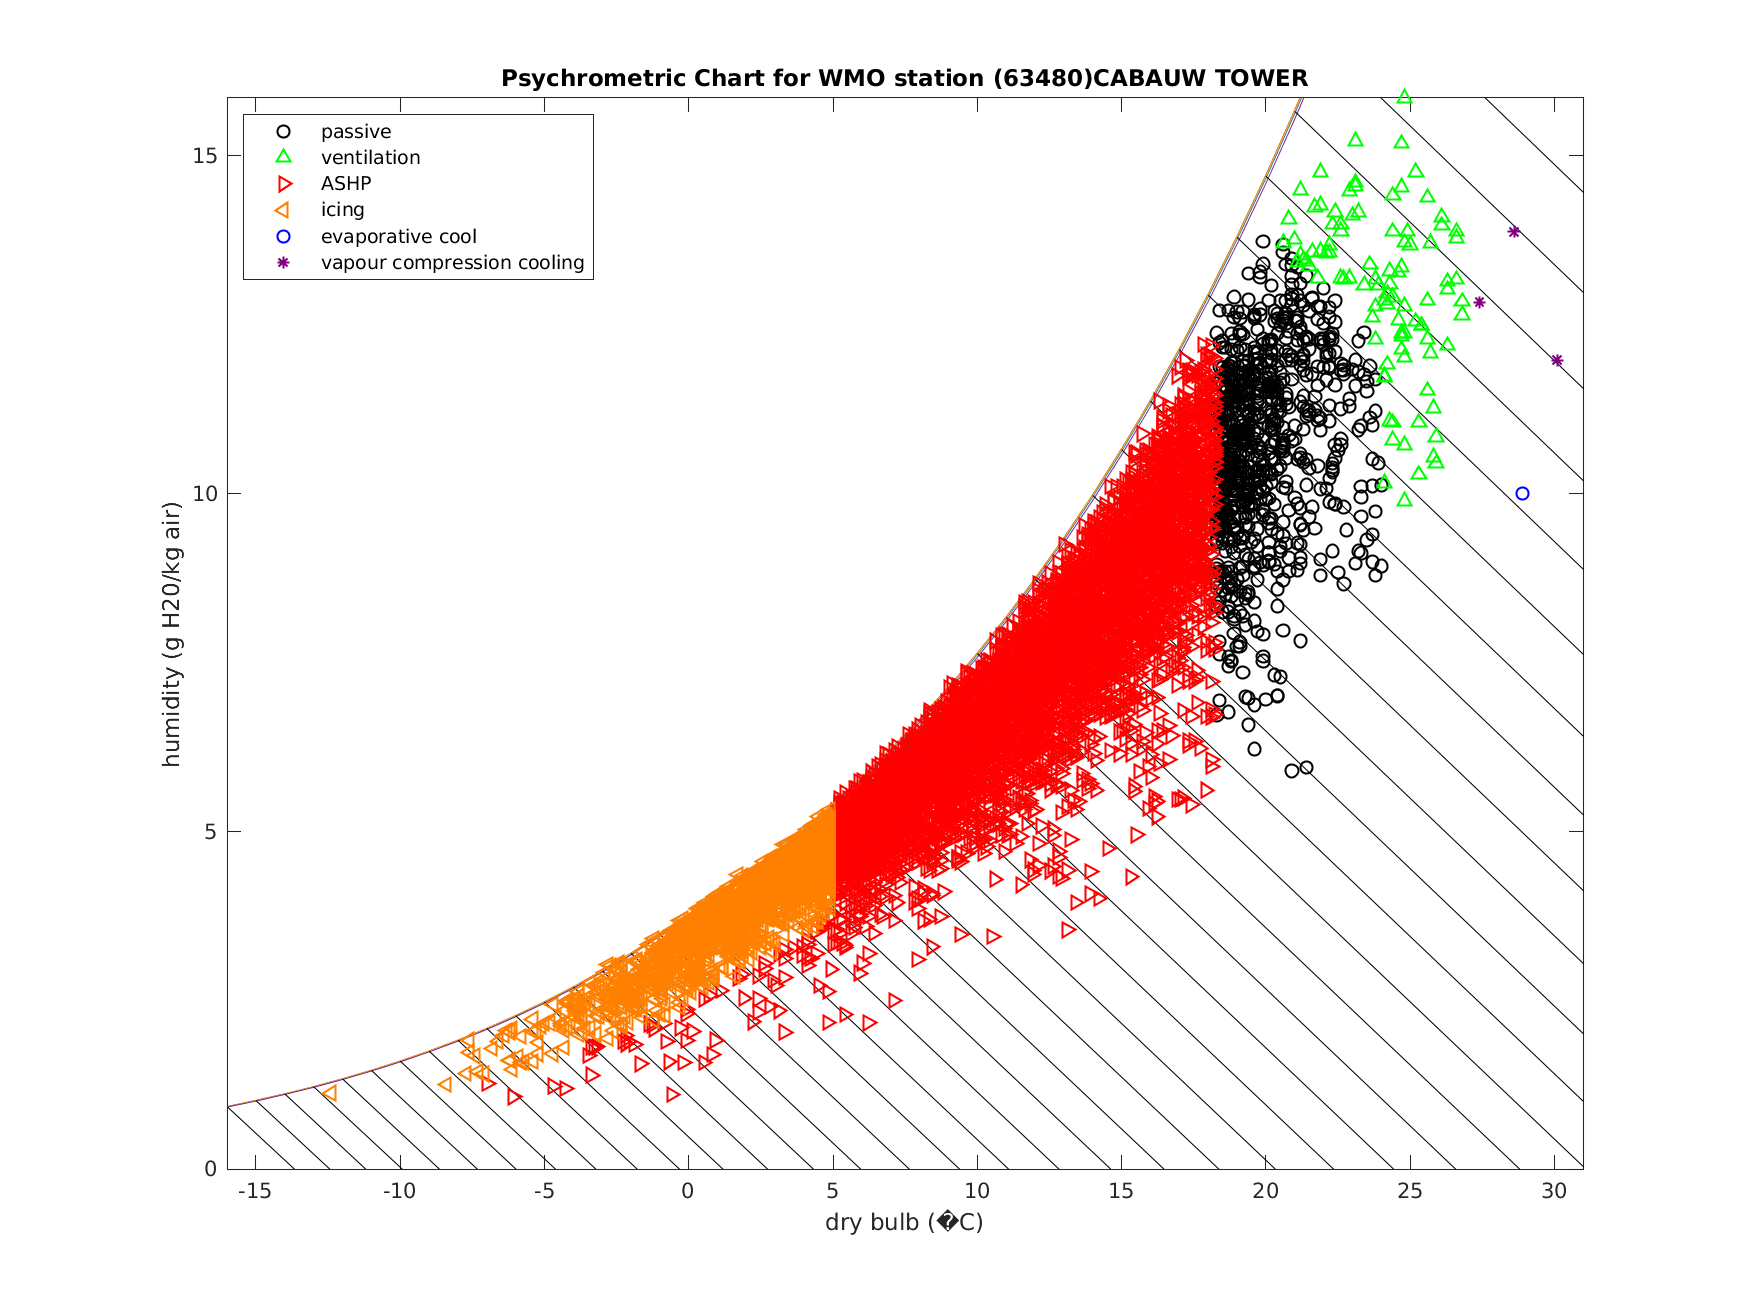 Psychrometric Chart for WMO station (63480)CABAUW TOWER
passive
ventilation
ASHP
icing
evaporative cool
vapour compression cooling
15
10
5
0
humidity (g H20/kg air)
-15 -10 -5 0 5 10 15 20 25 30
dry bulb (�C)